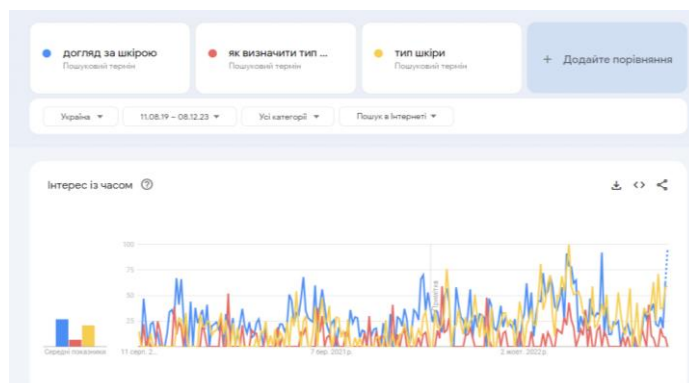 догляд за шкірою
Пошуковий термін
як визначити тип ...
Пошуковий термін
тип шкіри
Пошуковий термін
+ Додайте порівняння
Україна
11.08.19 – 08.12.23
Усі категорії
Пошук в Інтернеті
Інтерес із часом
100
75
50
25
Середні показники
11 серп. 2...
7 вер. 2021 р.
2 жовт. 2022 р.
Примітка